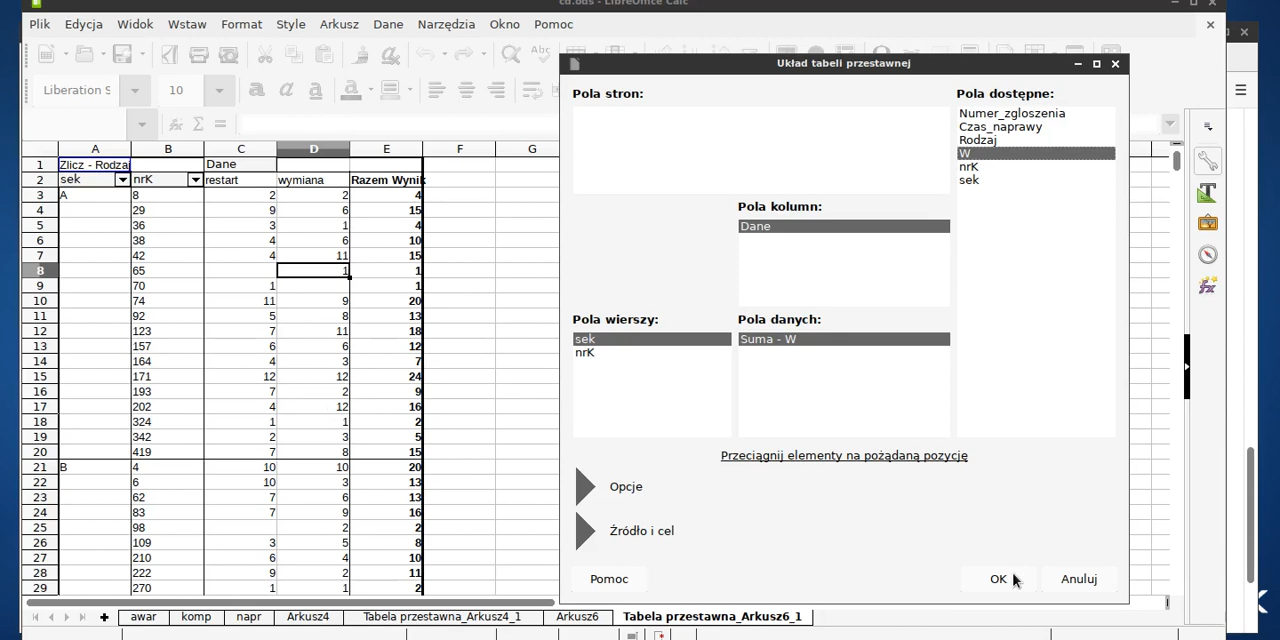 cd.ods - LibreOffice Calc
Plik Edycja Widok Wstaw Format Style Arkusz Dane Narzędzia Okno Pomoc
Liberation S 10
A B C D E F G
1 Zlicz - Rodzaj Dane
2 sek nrK restart wymiana Razem Wynik
3 A 8 2 2 4
4 29 9 6 15
5 36 3 1 4
6 38 4 6 10
7 42 4 11 15
8 65 1 1
9 70 1 1
10 74 11 9 20
11 92 5 8 13
12 123 7 11 18
13 157 6 6 12
14 164 4 3 7
15 171 12 12 24
16 193 7 2 9
17 202 4 12 16
18 324 1 1 2
19 342 2 3 5
20 419 7 8 15
21 B 4 10 10 20
22 6 10 3 13
23 62 7 6 13
24 83 7 9 16
25 98 2 2
26 109 3 5 8
27 210 6 4 10
28 222 9 2 11
29 270 1 1 2
awar komp napr Arkusz4 Tabela przestawna_Arkusz4_1 Arkusz6 Tabela przestawna_Arkusz6_1
Układ tabeli przestawnej
Pola stron:
Pola dostępne:
Numer_zgloszenia
Czas_naprawy
Rodzaj
W
nrK
sek
Pola kolumn:
Dane
Pola wierszy:
sek
nrK
Pola danych:
Suma - W
Przeciągnij elementy na pożądaną pozycję
Opcje
Źródło i cel
Pomoc OK Anuluj